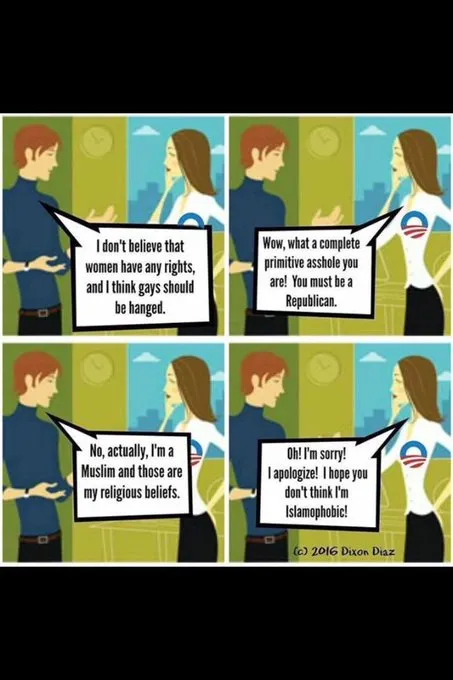 I don't believe that
women have any rights,
and I think gays should
be hanged.
Wow, what a complete
primitive asshole you
are! You must be a
Republican.
No, actually, I'm a
Muslim and those are
my religious beliefs.
Oh! I'm sorry!
I apologize! I hope you
don't think I'm
Islamophobic!
(c) 2016 Dixon Diaz